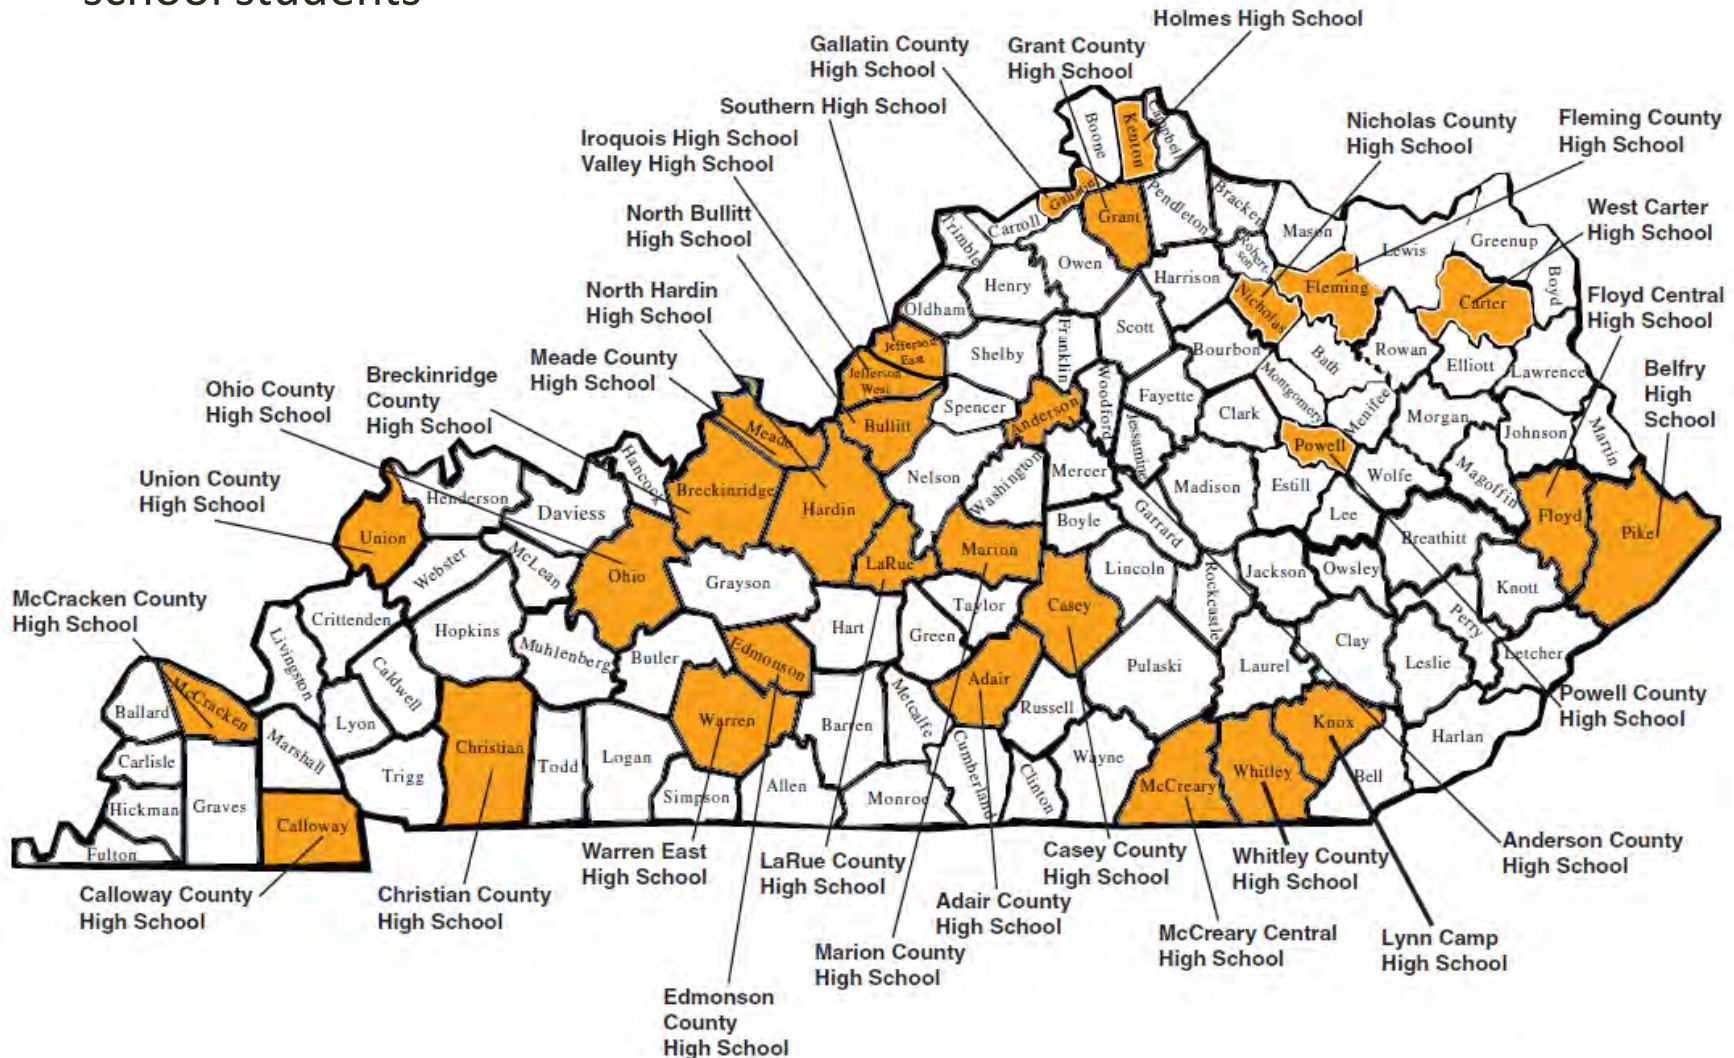 school students
Holmes High School
Gallatin County
High School
Grant County
High School
Southern High School
Iroquois High School
Valley High School
Nicholas County
High School
Fleming County
High School
North Bullitt
High School
West Carter
High School
North Hardin
High School
Floyd Central
High School
Meade County
High School
Breckinridge
County
High School
Ohio County
High School
Belfry
High
School
Union County
High School
McCracken County
High School
Boone
Kenton
Campbell
Gallatin
Grant
Pendleton
Bracken
Mason
Robert-
son
Lewis
Greenup
Boyd
Carroll
Trimble
Owen
Henry
Harrison
Nicholas
Fleming
Carter
Oldham
Jefferson
East
Jefferson
West
Shelby
Franklin
Scott
Bourbon
Bath
Rowan
Elliott
Lawrence
Meade
Bullitt
Spencer
Anderson
Woodford
Fayette
Clark
Montgomery
Menifee
Morgan
Johnson
Martin
Henderson
Daviess
Hancock
Breckinridge
Hardin
Nelson
Washington
Mercer
Jessamine
Madison
Estill
Powell
Wolfe
Magoffin
Floyd
Pike
Union
Webster
McLean
Ohio
Grayson
LaRue
Marion
Boyle
Garrard
Lincoln
Rockcastle
Jackson
Lee
Owsley
Breathitt
Knott
Perry
Letcher
Crittenden
Livingston
Hopkins
Caldwell
Lyon
Muhlenberg
Butler
Edmonson
Hart
Green
Taylor
Casey
Adair
Pulaski
Laurel
Clay
Leslie
Harlan
Ballard
McCracken
Carlisle
Marshall
Hickman
Graves
Fulton
Calloway
Trigg
Christian
Todd
Logan
Warren
Simpson
Allen
Barren
Metcalfe
Monroe
Cumberland
Russell
Clinton
Wayne
McCreary
Whitley
Knox
Bell
Powell County
High School
Anderson County
High School
Calloway County
High School
Christian County
High School
Warren East
High School
LaRue County
High School
Casey County
High School
Whitley County
High School
Adair County
High School
Marion County
High School
McCreary Central
High School
Lynn Camp
High School
Edmonson
County
High School